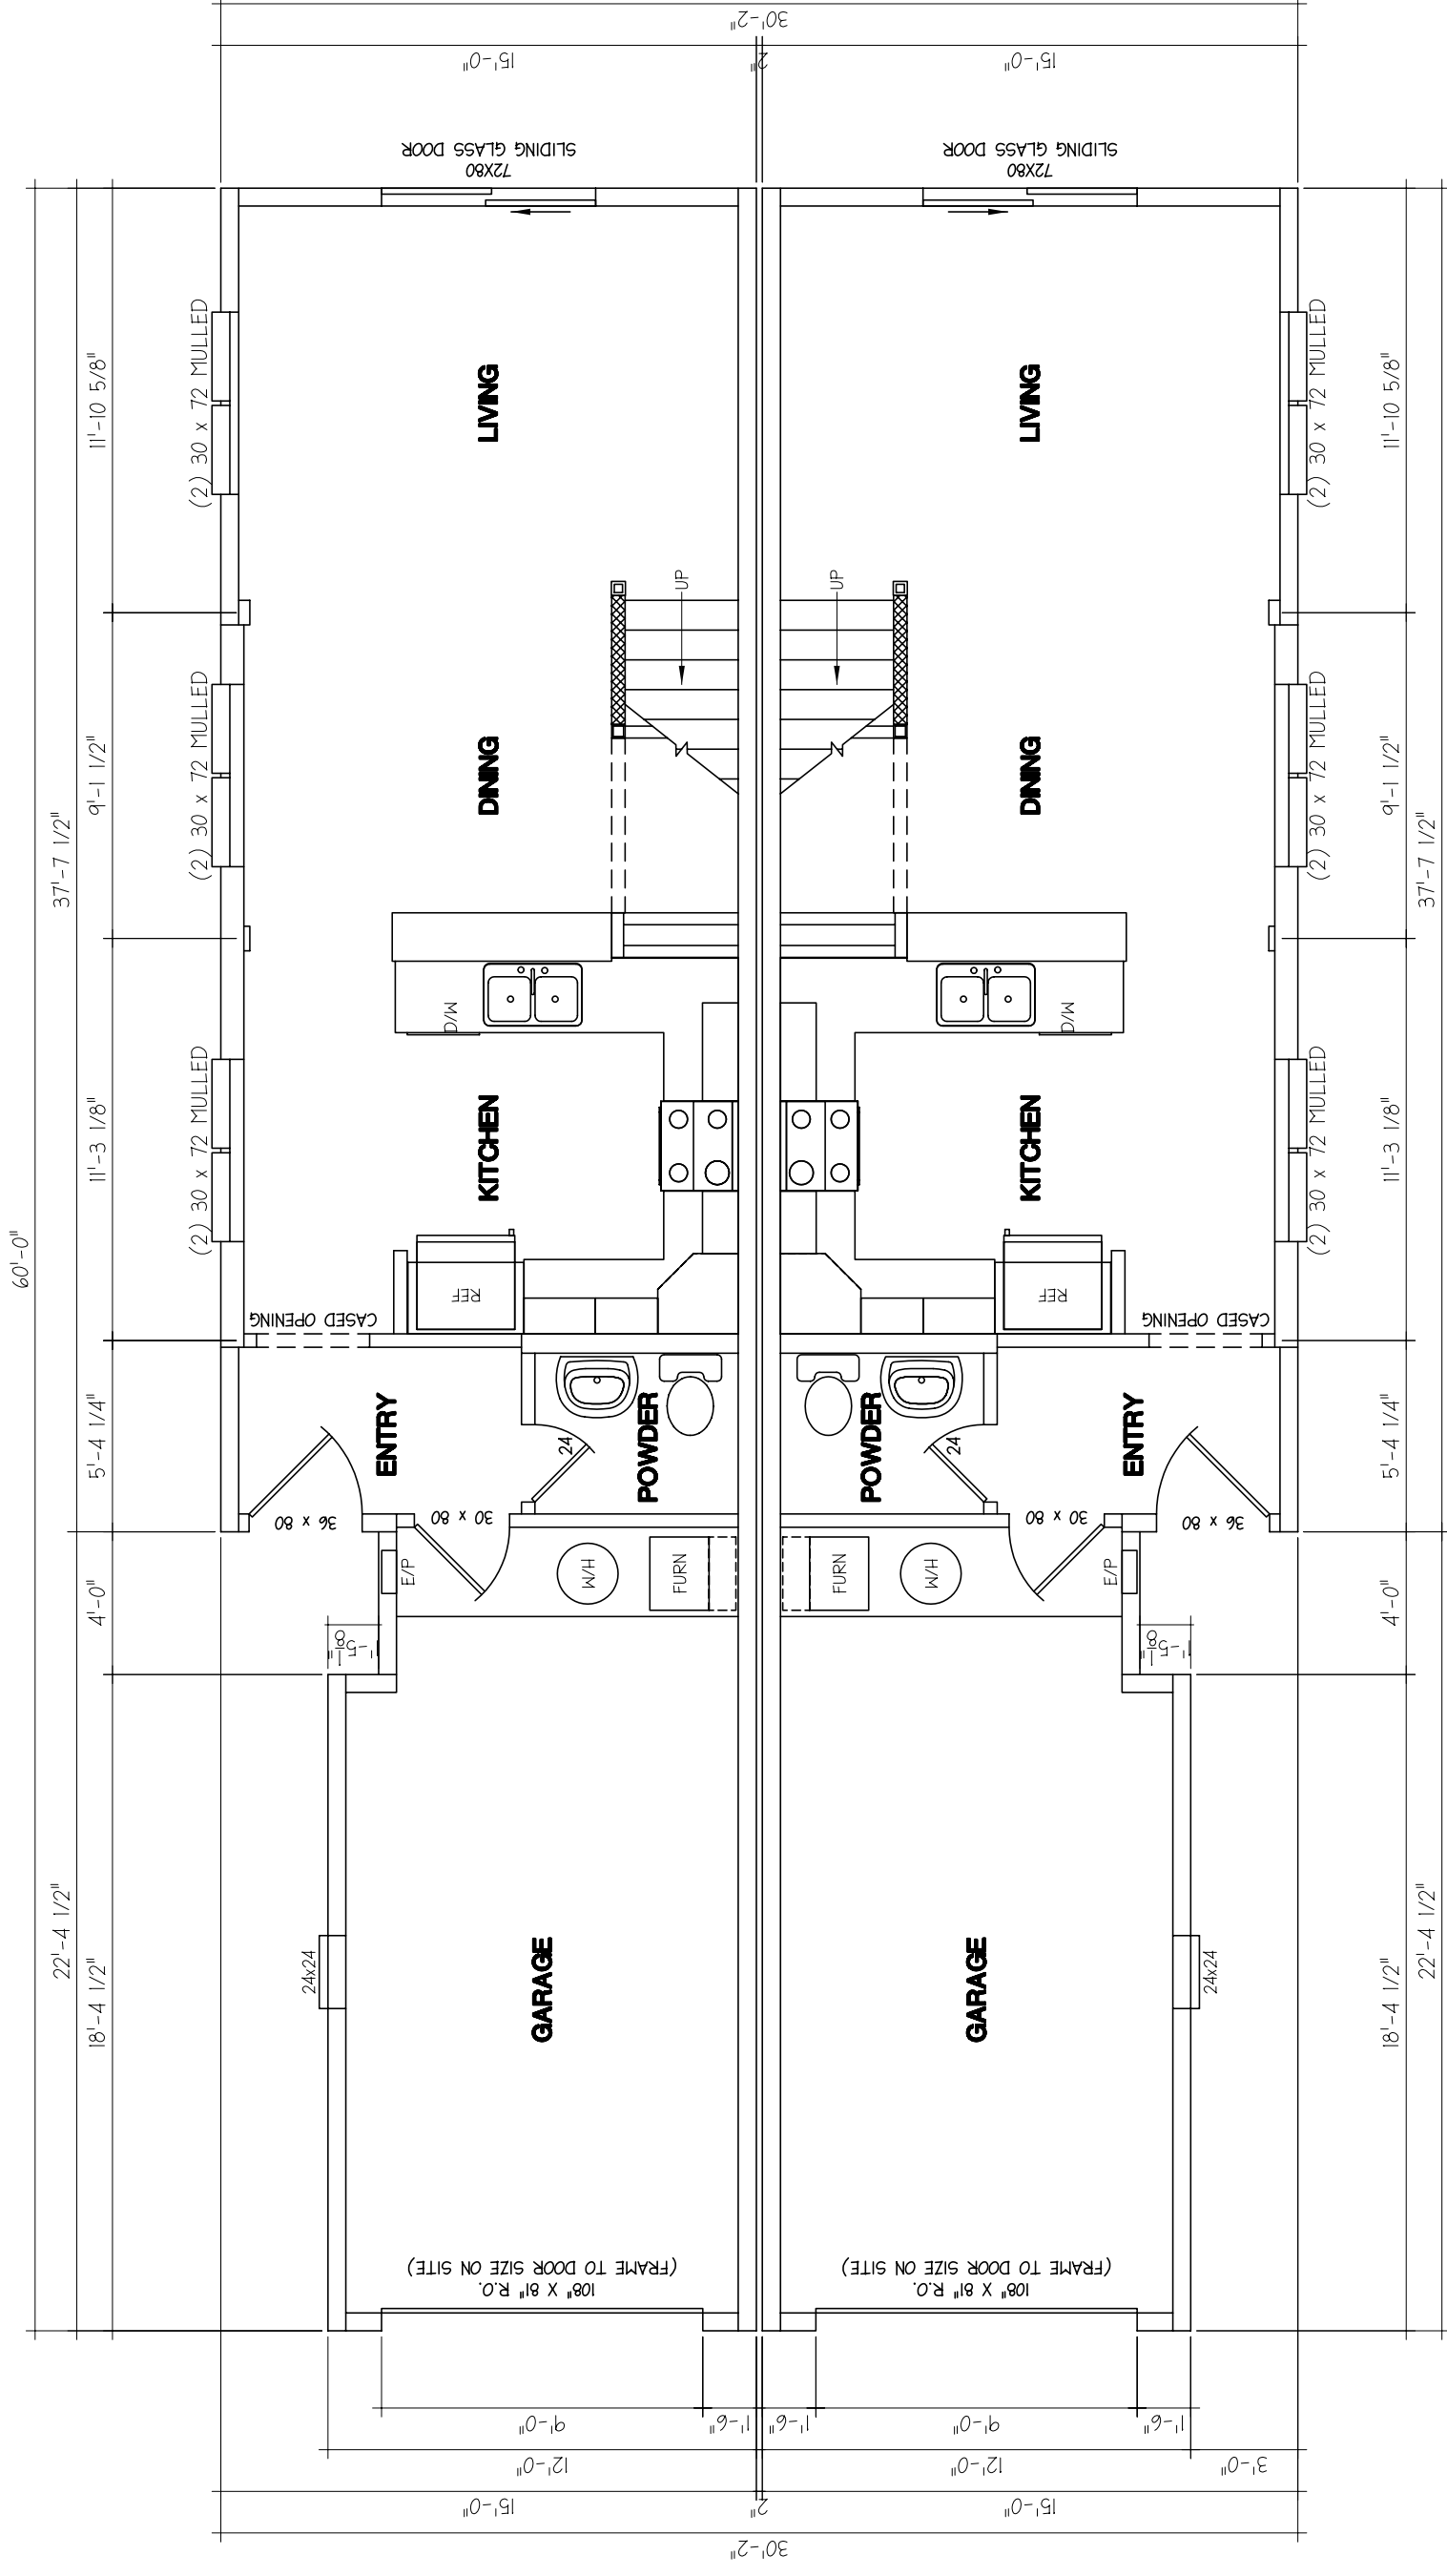 30'-2"
15'-0"
2"
15'-0"
SLIDING GLASS DOOR
72X80
SLIDING GLASS DOOR
72X80
60'-0"
37'-7 1/2"
22'-4 1/2"
11'-10 5/8"
9'-1 1/2"
11'-3 1/8"
5'-4 1/4"
4'-0"
18'-4 1/2"
(2) 30 x 72 MULLED
(2) 30 x 72 MULLED
(2) 30 x 72 MULLED
LIVING
LIVING
UP
UP
DINING
DINING
D/W
D/W
KITCHEN
KITCHEN
REF
REF
CASED OPENING
CASED OPENING
ENTRY
POWDER
POWDER
ENTRY
24
24
36 x 80
30 x 80
30 x 80
36 x 80
E/P
W/H
FURN
FURN
W/H
E/P
1'-5 1/8"
1'-5 1/8"
24x24
GARAGE
GARAGE
24x24
108" X 81" R.O.
(FRAME TO DOOR SIZE ON SITE)
108" X 81" R.O.
(FRAME TO DOOR SIZE ON SITE)
(2) 30 x 72 MULLED
(2) 30 x 72 MULLED
(2) 30 x 72 MULLED
11'-10 5/8"
9'-1 1/2"
11'-3 1/8"
5'-4 1/4"
4'-0"
18'-4 1/2"
37'-7 1/2"
22'-4 1/2"
9'-0"
1'-6"
1'-6"
9'-0"
1'-6"
12'-0"
12'-0"
3'-0"
15'-0"
2"
15'-0"
30'-2"